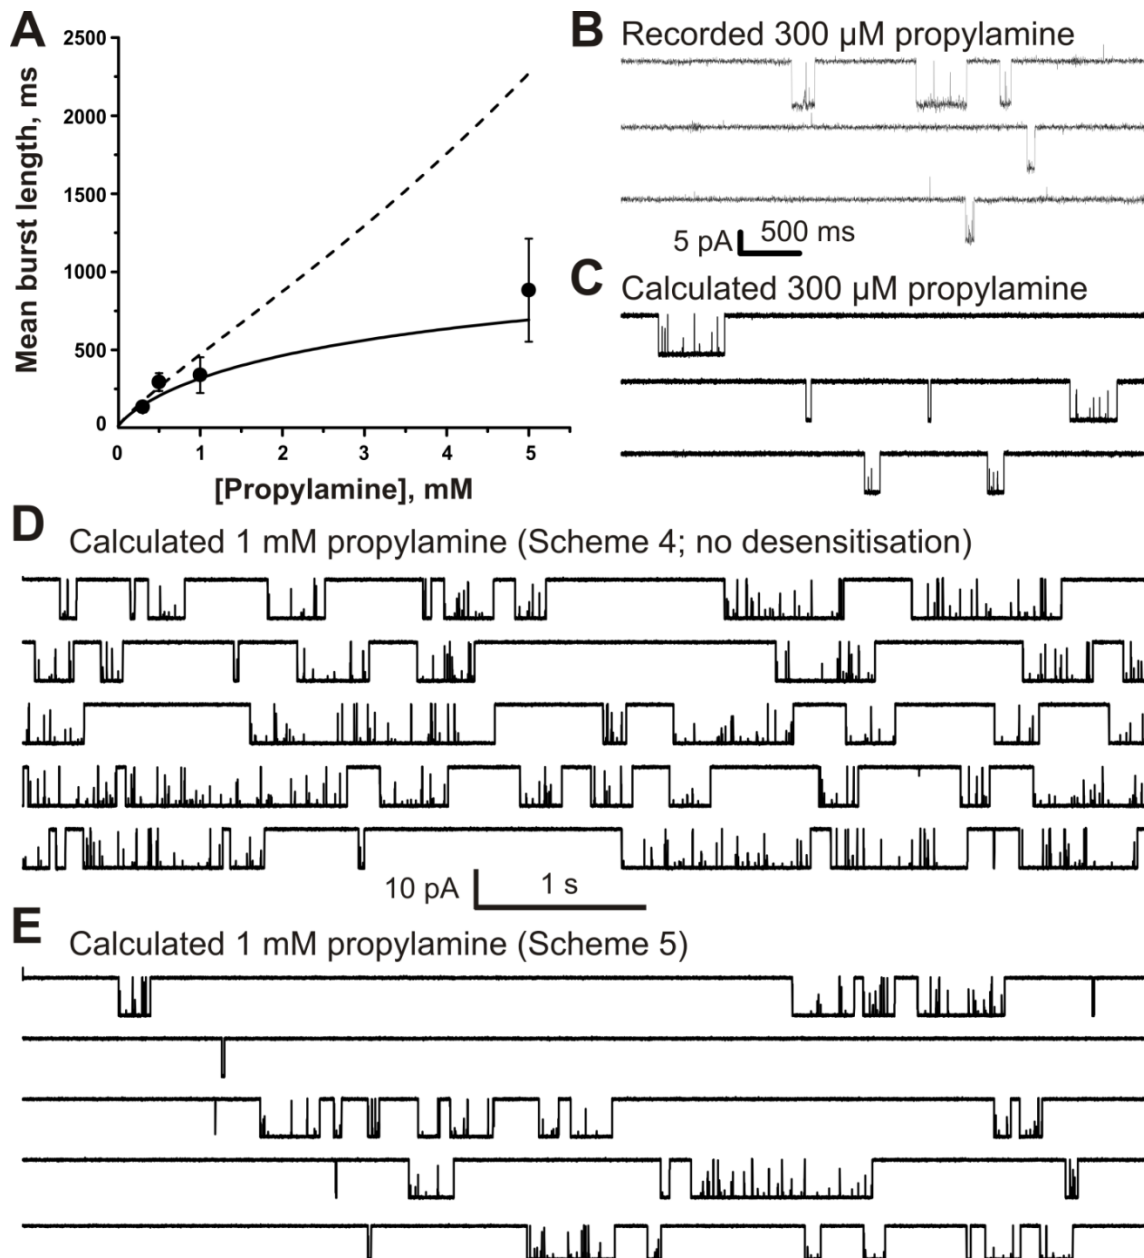 A
2500
2000
1500
1000
500
0
Mean burst length, ms
0 1 2 3 4 5
[Propylamine], mM
B Recorded 300 µM propylamine
5 pA 500 ms
C Calculated 300 µM propylamine
D Calculated 1 mM propylamine (Scheme 4; no desensitisation)
10 pA 1 s
E Calculated 1 mM propylamine (Scheme 5)